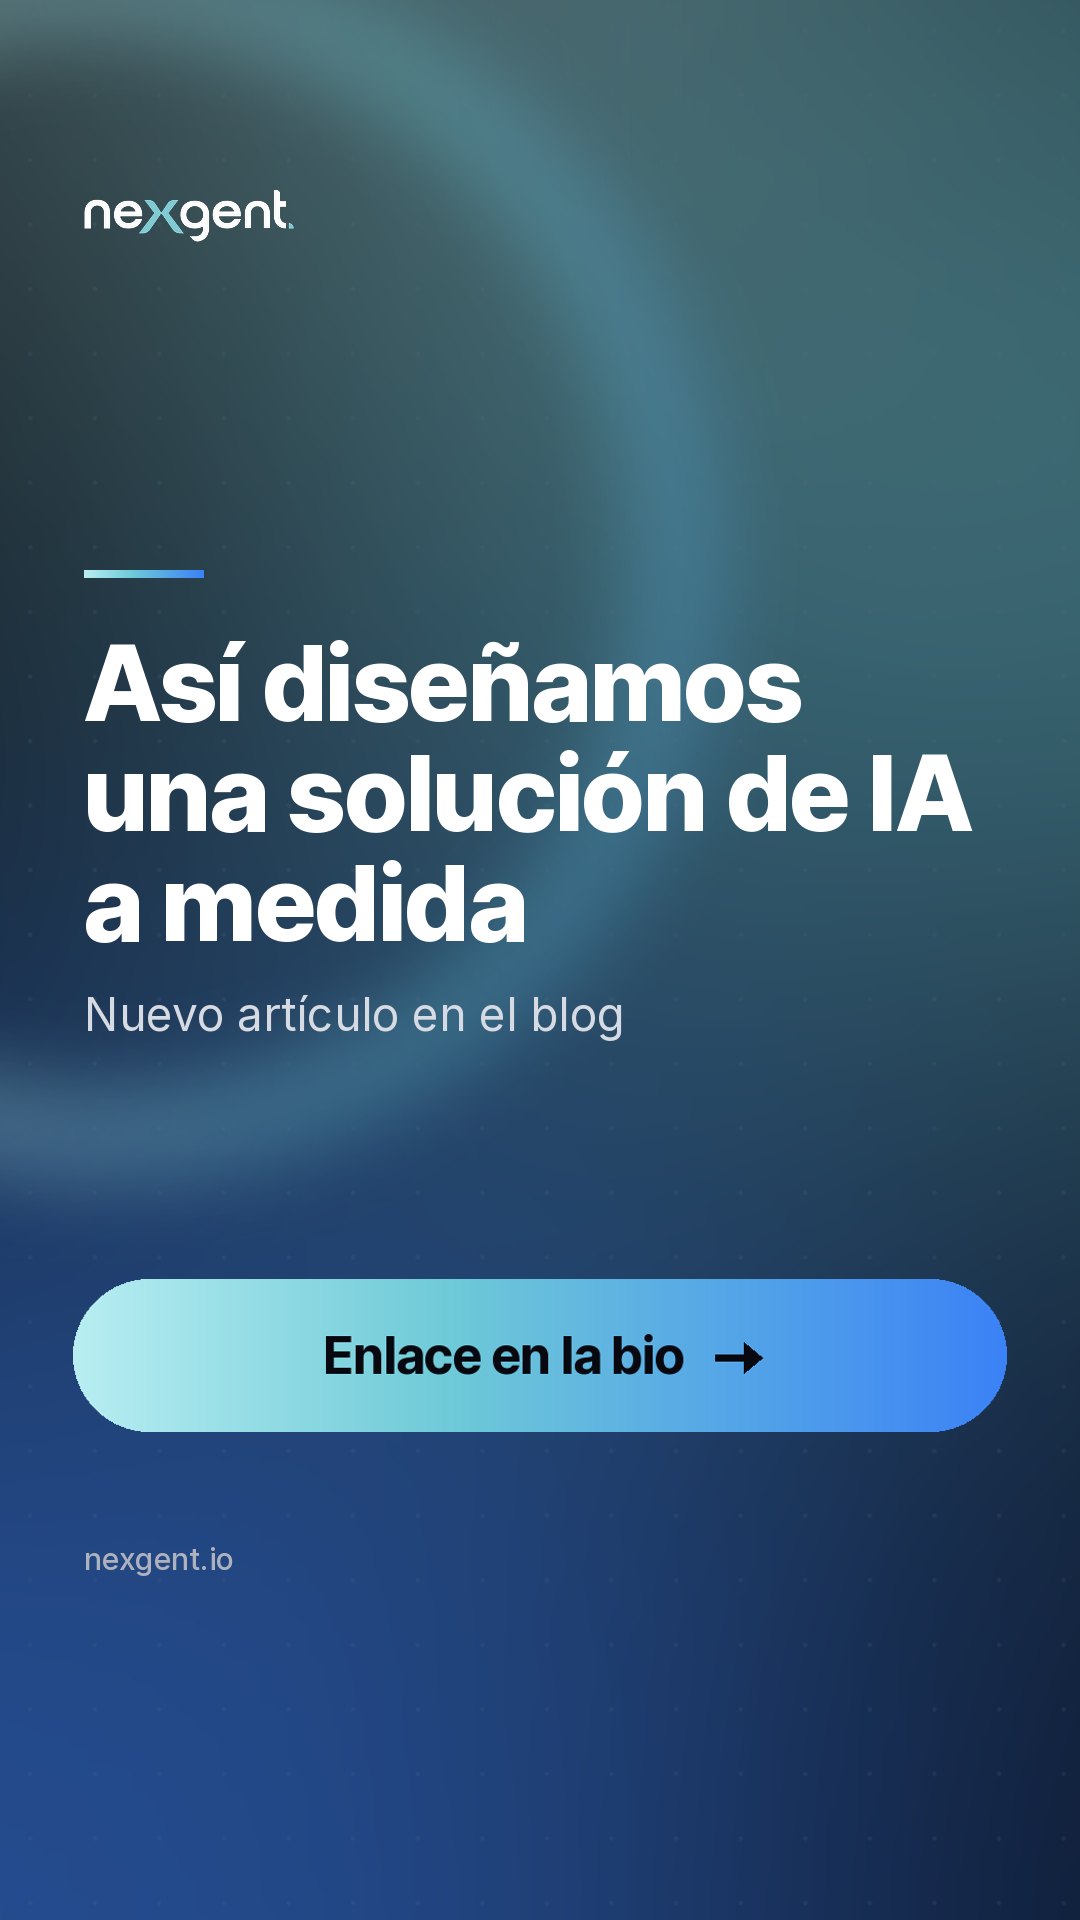 nexgent.
Así diseñamos
una solución de IA
a medida
Nuevo artículo en el blog
Enlace en la bio →
nexgent.io